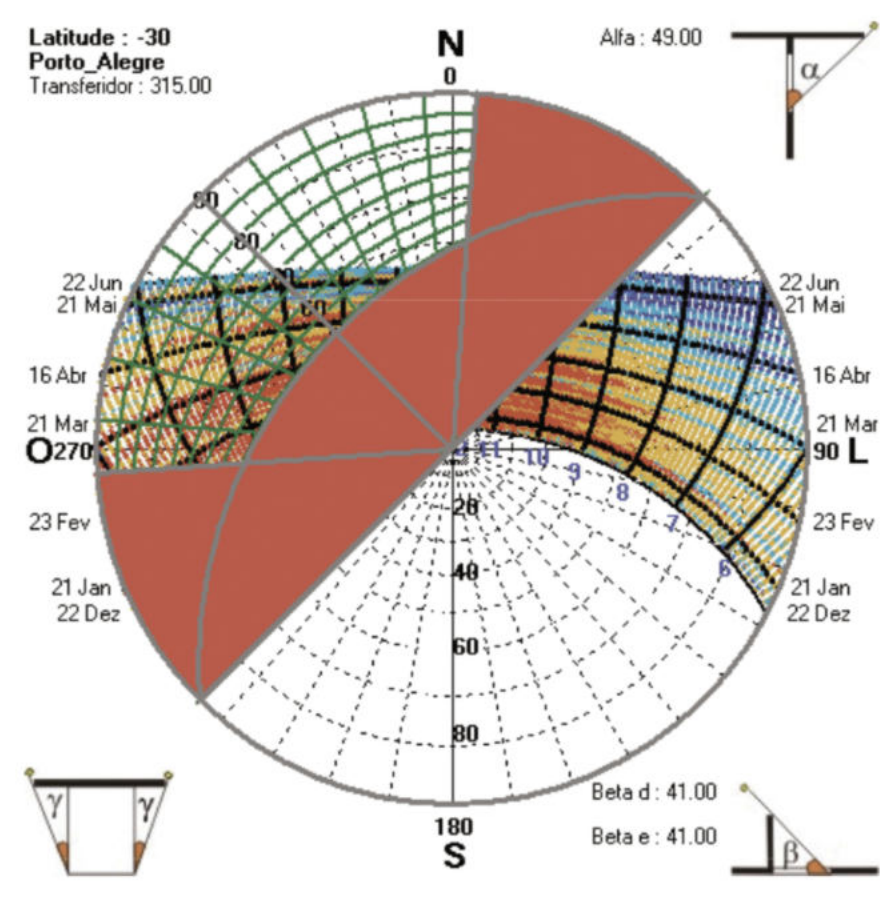 Latitude : -30
Porto_Alegre
Transferidor : 315.00
N
0
Alfa : 49.00
α
80
80
60
22 Jun
21 Mai
16 Abr
21 Mar
O 270
23 Fev
21 Jan
22 Dez
22 Jun
21 Mai
16 Abr
21 Mar
90 L
23 Fev
21 Jan
22 Dez
11
10
9
8
7
6
20
40
60
80
180
S
γ
γ
Beta d : 41.00
Beta e : 41.00
β